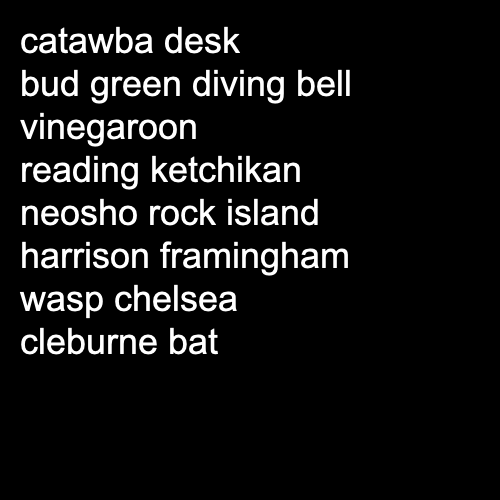 catawba desk
bud green diving bell
vinegaroon
reading ketchikan
neosho rock island
harrison framingham
wasp chelsea
cleburne bat